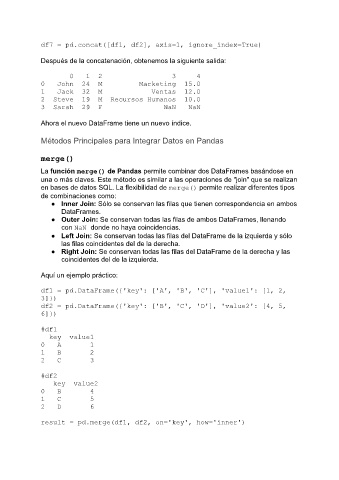 df7 = pd.concat([df1, df2], axis=1, ignore_index=True)
Después de la concatenación, obtenemos la siguiente salida:
0 1 2 3 4
0 John 24 M Marketing 15.0
1 Jack 32 M Ventas 12.0
2 Steve 19 M Recursos Humanos 10.0
3 Sarah 29 F NaN NaN
Ahora el nuevo DataFrame tiene un nuevo índice.
Métodos Principales para Integrar Datos en Pandas
merge()
La función merge() de Pandas permite combinar dos DataFrames basándose en
una o más claves. Este método es similar a las operaciones de "join" que se realizan
en bases de datos SQL. La flexibilidad de merge() permite realizar diferentes tipos
de combinaciones como:
● Inner Join: Sólo se conservan las filas que tienen correspondencia en ambos
DataFrames.
● Outer Join: Se conservan todas las filas de ambos DataFrames, llenando
con NaN donde no haya coincidencias.
● Left Join: Se conservan todas las filas del DataFrame de la izquierda y sólo
las filas coincidentes del de la derecha.
● Right Join: Se conservan todas las filas del DataFrame de la derecha y las
coincidentes del de la izquierda.
Aquí un ejemplo práctico:
df1 = pd.DataFrame({'key': ['A', 'B', 'C'], 'value1': [1, 2,
3]})
df2 = pd.DataFrame({'key': ['B', 'C', 'D'], 'value2': [4, 5,
6]})
#df1
key value1
0 A 1
1 B 2
2 C 3
#df2
key value2
0 B 4
1 C 5
2 D 6
result = pd.merge(df1, df2, on='key', how='inner')